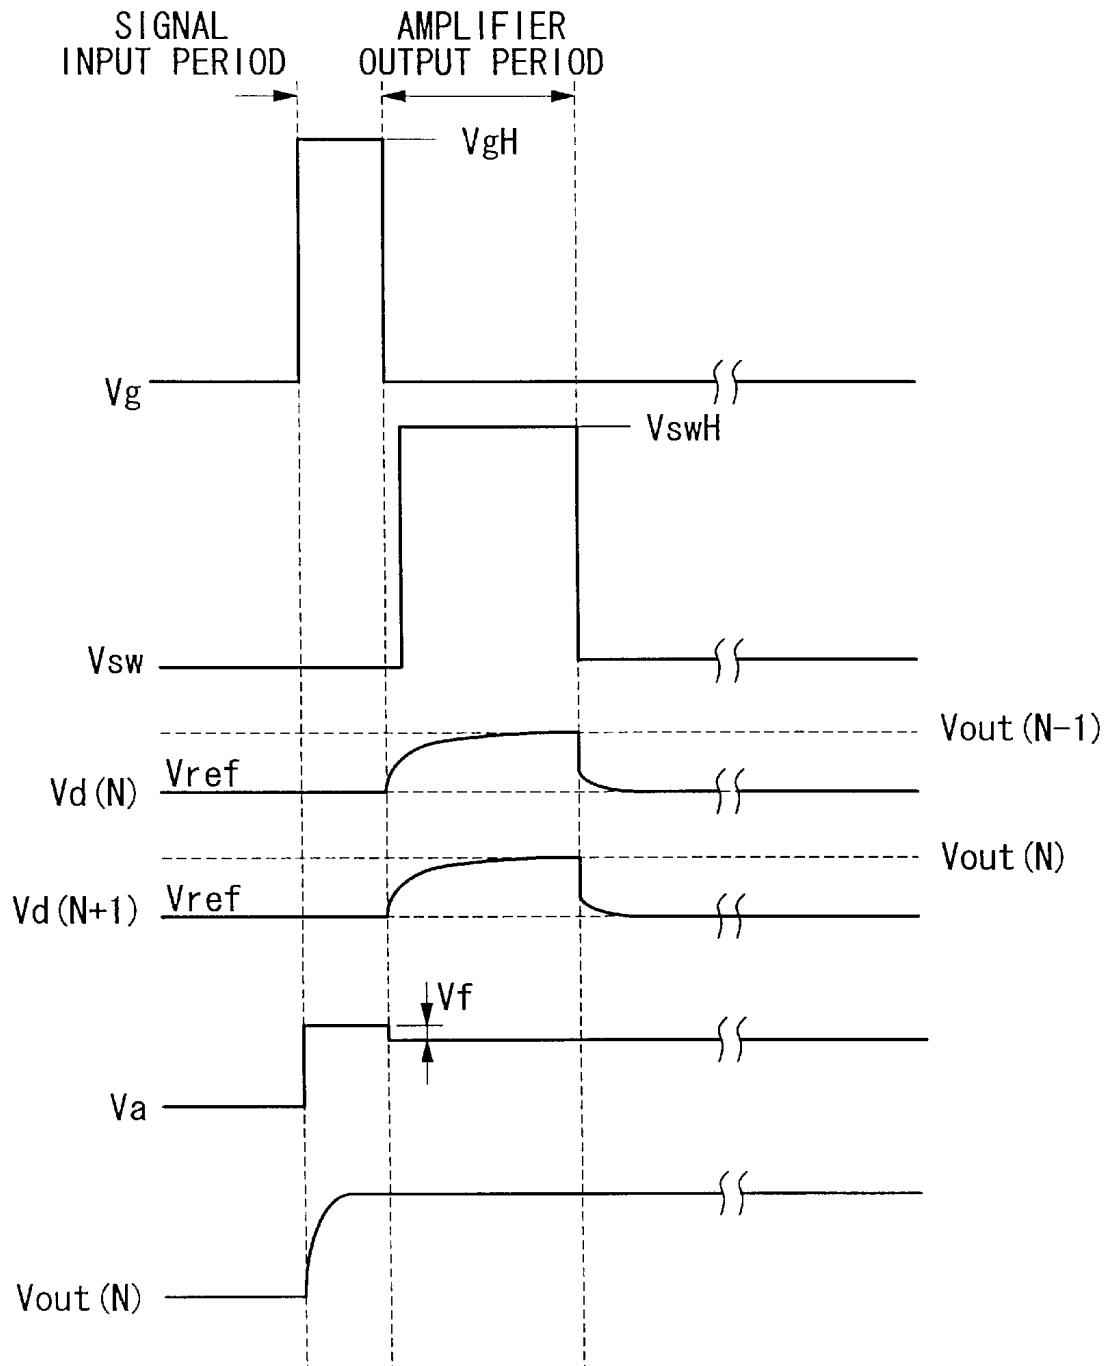 SIGNAL
INPUT PERIOD
AMPLIFIER
OUTPUT PERIOD
VgH
Vg
VswH
Vsw
Vout(N-1)
Vref
Vd(N)
Vout(N)
Vref
Vd(N+1)
Vf
Va
Vout(N)